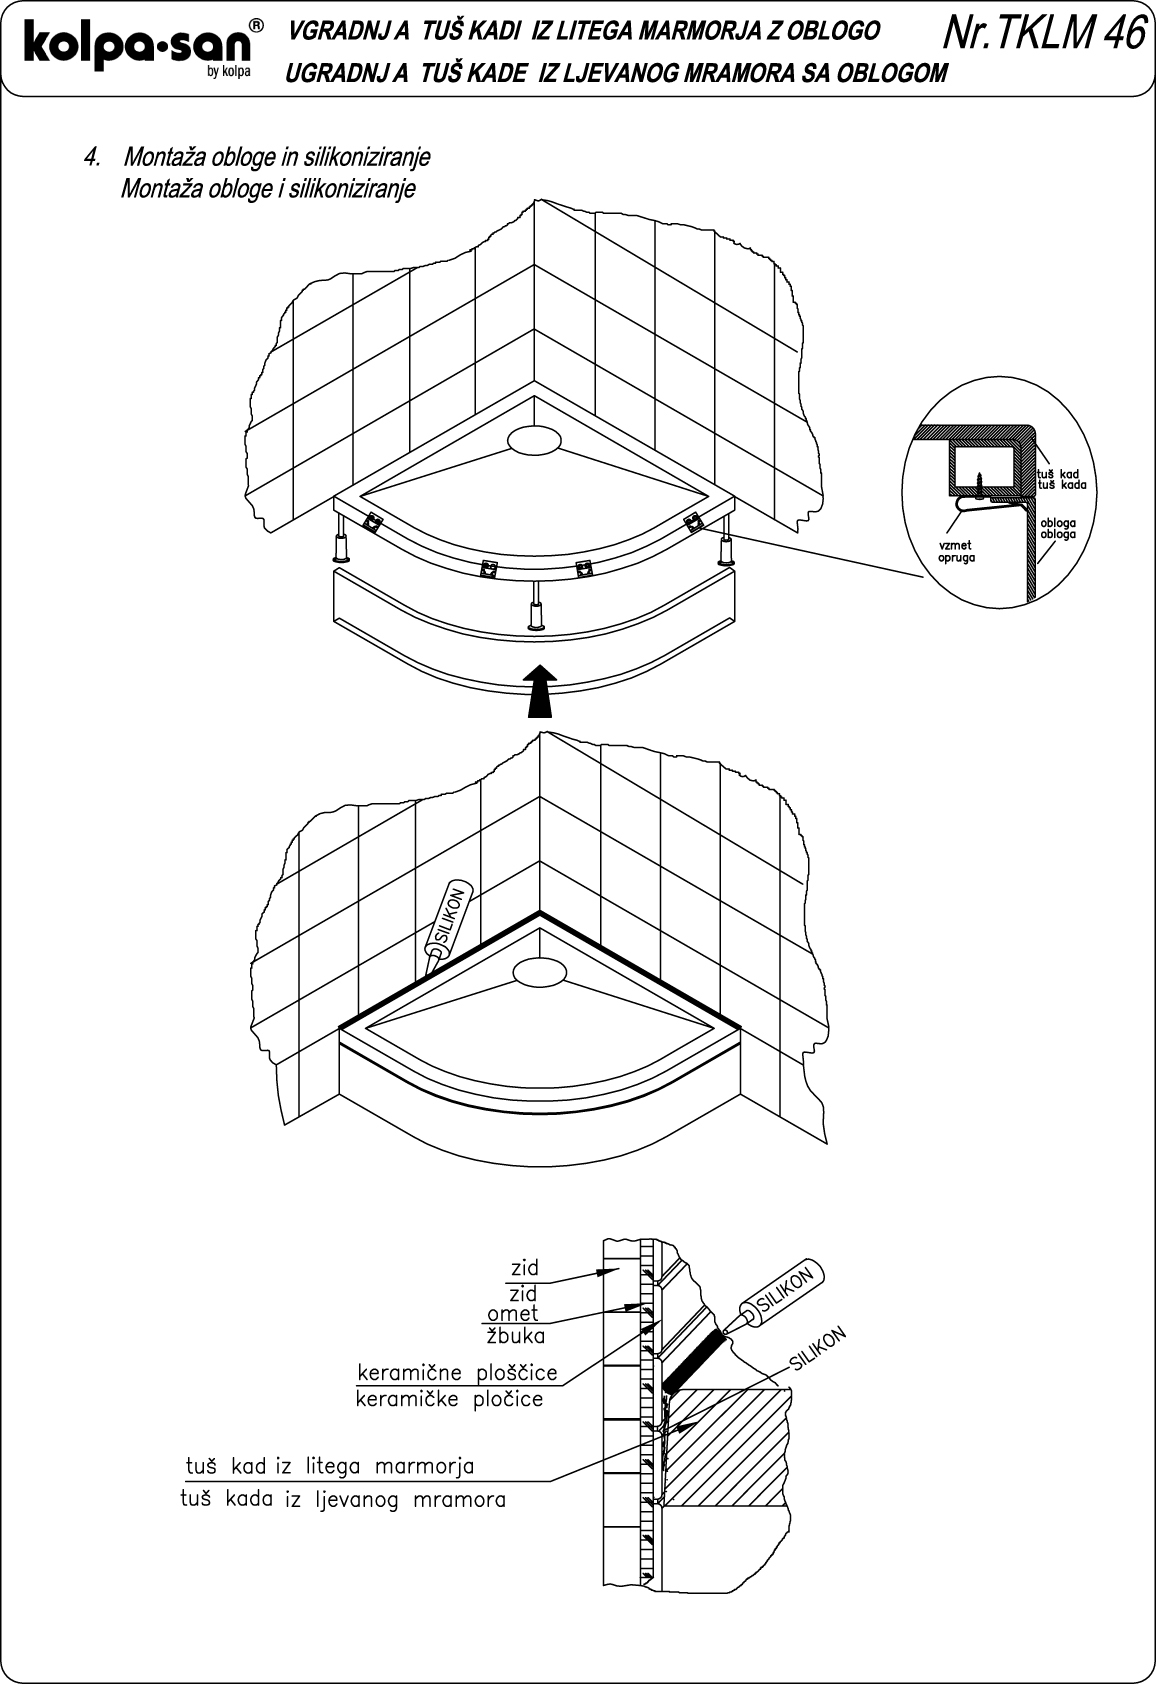 kolpa•san®
by kolpa
VGRADNJ A TUŠ KADI IZ LITEGA MARMORJA Z OBLOGO
UGRADNJ A TUŠ KADE IZ LJEVANOG MRAMORA SA OBLOGOM
Nr.TKLM 46
4. Montaža obloge in silikoniziranje
Montaža obloge i silikoniziranje
tuš kad
tuš kada
obloga
obloga
vzmet
opruga
SILIKON
zid
zid
omet
žbuka
SILIKON
SILIKON
keramične ploščice
keramičke pločice
tuš kad iz litega marmorja
tuš kada iz ljevanog mramora